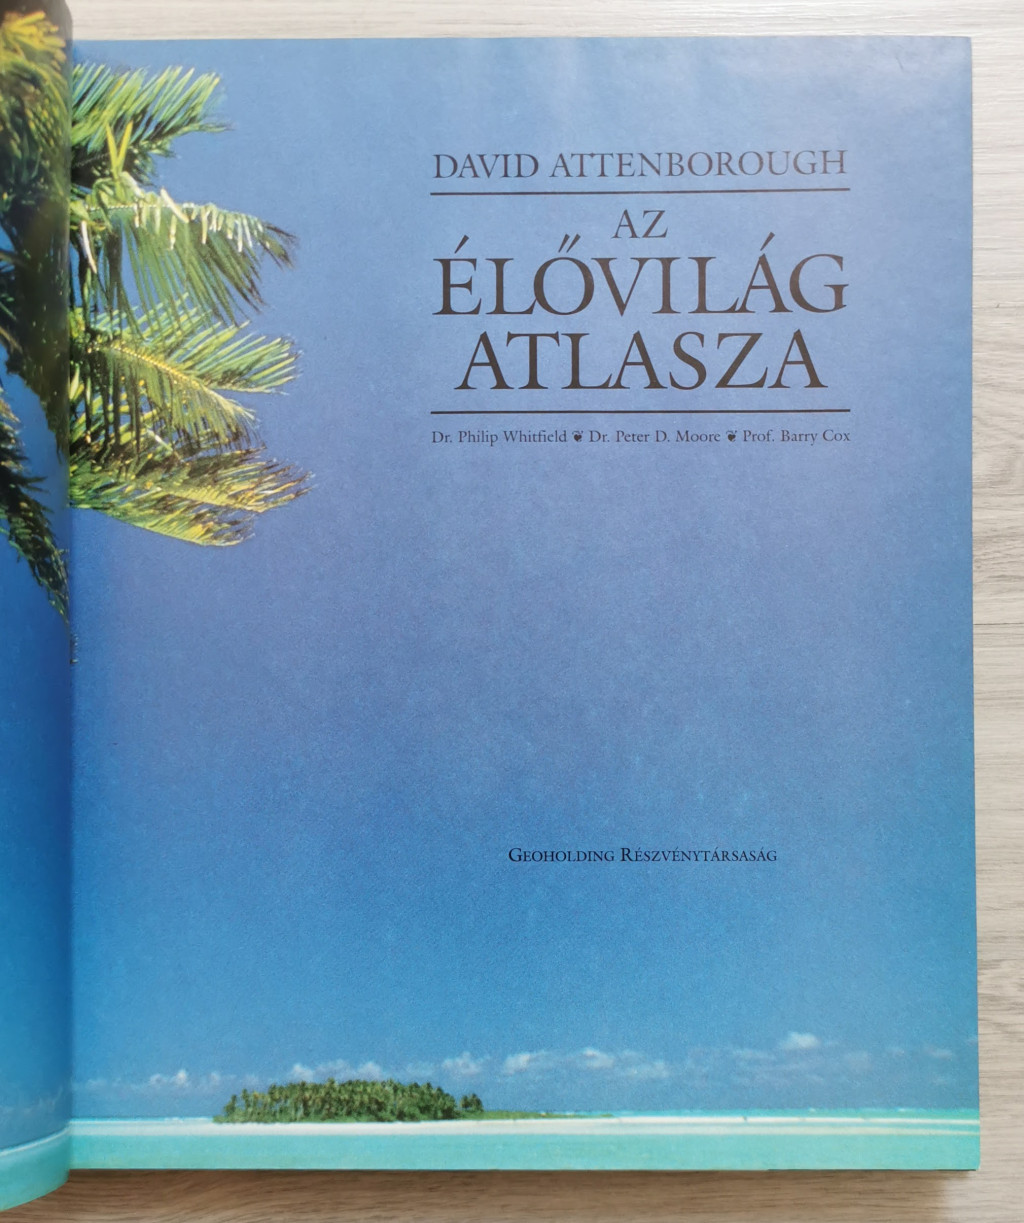 DAVID ATTENBOROUGH
AZ
ÉLŐVILÁG
ATLASZA
Dr. Philip Whitfield ❦ Dr. Peter D. Moore ❦ Prof. Barry Cox
GEOHOLDING RÉSZVÉNYTÁRSASÁG